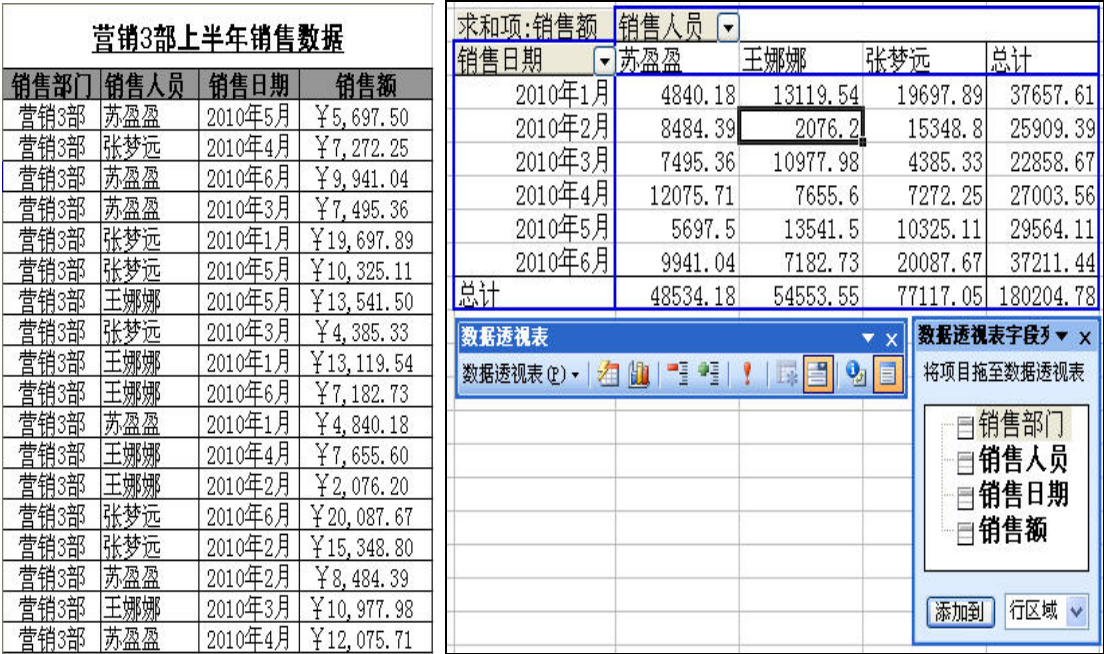 营销3部上半年销售数据
销售部门 销售人员 销售日期 销售额
营销3部 苏盈盈 2010年5月 ￥5,697.50
营销3部 张梦远 2010年4月 ￥7,272.25
营销3部 苏盈盈 2010年6月 ￥9,941.04
营销3部 苏盈盈 2010年3月 ￥7,495.36
营销3部 张梦远 2010年1月 ￥19,697.89
营销3部 张梦远 2010年5月 ￥10,325.11
营销3部 王娜娜 2010年5月 ￥13,541.50
营销3部 张梦远 2010年3月 ￥4,385.33
营销3部 王娜娜 2010年1月 ￥13,119.54
营销3部 王娜娜 2010年6月 ￥7,182.73
营销3部 苏盈盈 2010年1月 ￥4,840.18
营销3部 王娜娜 2010年4月 ￥7,655.60
营销3部 王娜娜 2010年2月 ￥2,076.20
营销3部 张梦远 2010年6月 ￥20,087.67
营销3部 张梦远 2010年2月 ￥15,348.80
营销3部 苏盈盈 2010年2月 ￥8,484.39
营销3部 王娜娜 2010年3月 ￥10,977.98
营销3部 苏盈盈 2010年4月 ￥12,075.71
求和项:销售额 销售人员
销售日期 苏盈盈 王娜娜 张梦远 总计
2010年1月 4840.18 13119.54 19697.89 37657.61
2010年2月 8484.39 2076.2 15348.8 25909.39
2010年3月 7495.36 10977.98 4385.33 22858.67
2010年4月 12075.71 7655.6 7272.25 27003.56
2010年5月 5697.5 13541.5 10325.11 29564.11
2010年6月 9941.04 7182.73 20087.67 37211.44
总计 48534.18 54553.55 77117.05 180204.78
数据透视表
数据透视表(P)
数据透视表字段列
将项目拖至数据透视表
销售部门
销售人员
销售日期
销售额
添加到 行区域